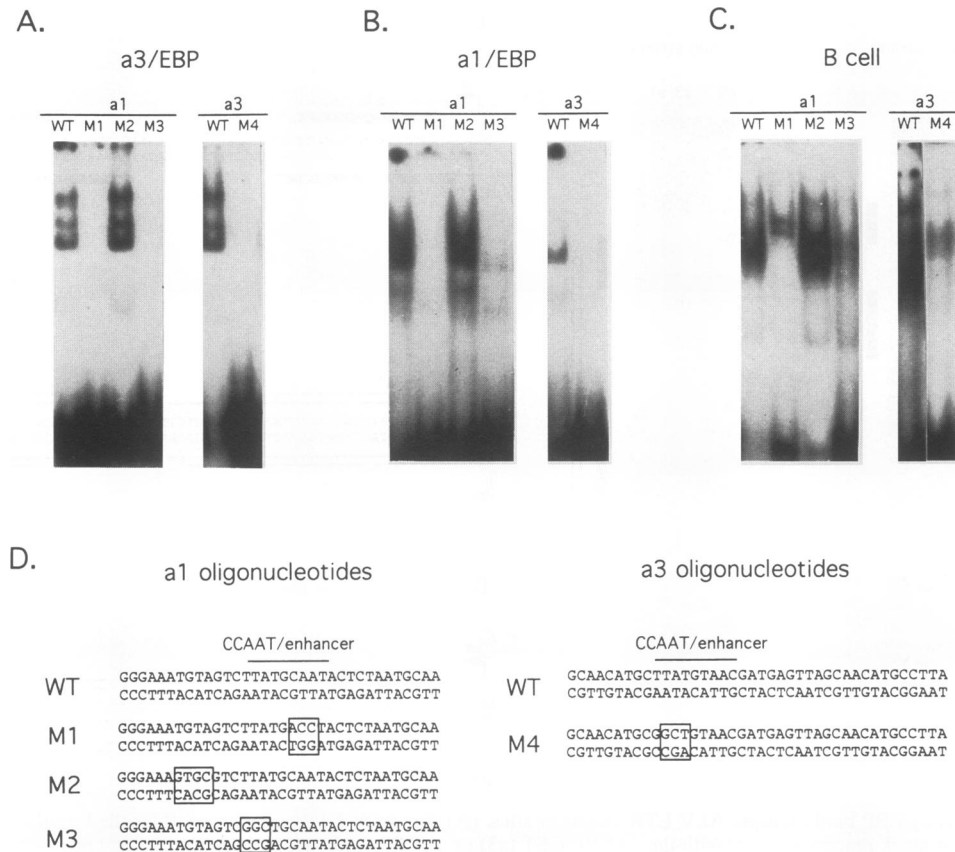 A.
B.
C.
a3/EBP
a1/EBP
B cell
a1 a3
a1 a3
a1 a3
WT M1 M2 M3 WT M4
WT M1 M2 M3 WT M4
WT M1 M2 M3 WT M4
D.
a1 oligonucleotides
CCAAT/enhancer
WT
GGGAAATGTAGTCTTATGCAATACTCTAATGCAA
CCCTTTACATCAGAATACGTTATGAGATTACGTT
M1
GGGAAATGTAGTCTTATGACCTACTCTAATGCAA
CCCTTTACATCAGAATACTGGATGAGATTACGTT
M2
GGGAAAGTGCGTCTTATGCAATACTCTAATGCAA
CCCTTTCACGCAGAATACGTTATGAGATTACGTT
M3
GGGAAATGTAGTCGGCTGCAATACTCTAATGCAA
CCCTTTACATCAGCCGACGTTATGAGATTACGTT
a3 oligonucleotides
CCAAT/enhancer
WT
GCAACATGCTTATGTAACGATGAGTTAGCAACATGCCTTA
CGTTGTACGAATACATTGCTACTCAATCGTTGTACGGAAT
M4
GCAACATGCGGCTGTAACGATGAGTTAGCAACATGCCTTA
CGTTGTACGCCGACATTGCTACTCAATCGTTGTACGGAAT